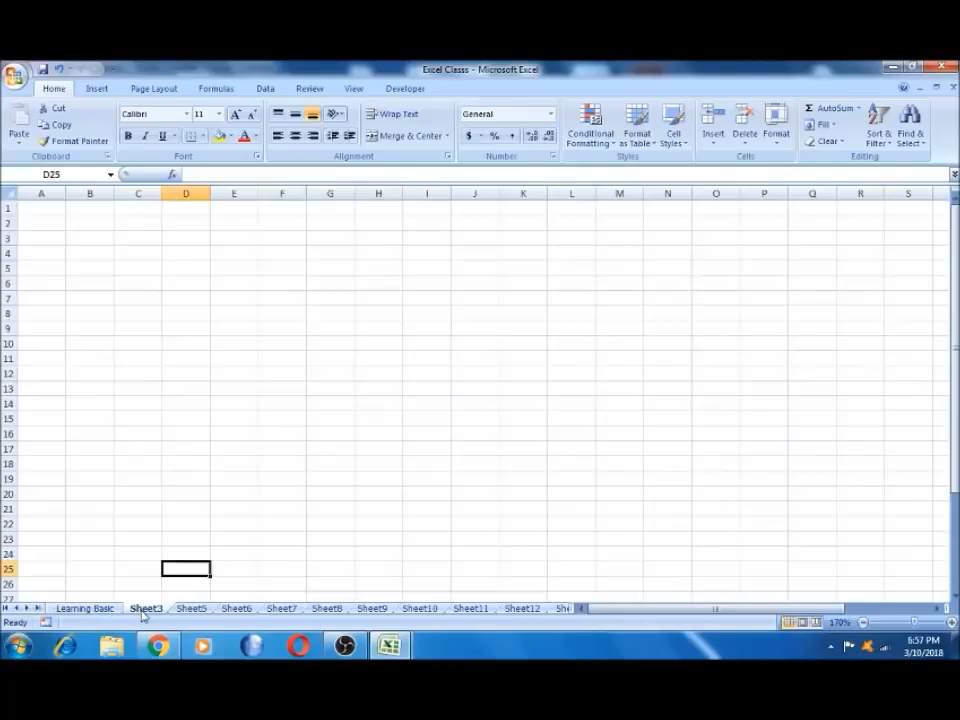 Excel Classs - Microsoft Excel
Home Insert Page Layout Formulas Data Review View Developer
Paste
Cut
Copy
Format Painter
Clipboard
Calibri 11
B I U
Font
Wrap Text
Merge & Center
Alignment
General
$ % ,
Number
Conditional Formatting
Format as Table
Cell Styles
Styles
Insert Delete Format
Cells
AutoSum
Fill
Clear
Sort & Filter
Find & Select
Editing
D25
fx
A B C D E F G H I J K L M N O P Q R S
1
2
3
4
5
6
7
8
9
10
11
12
13
14
15
16
17
18
19
20
21
22
23
24
25
26
27
Learning Basic Sheet3 Sheet5 Sheet6 Sheet7 Sheet8 Sheet9 Sheet10 Sheet11 Sheet12 She
Ready
170%
6:57 PM
3/10/2018